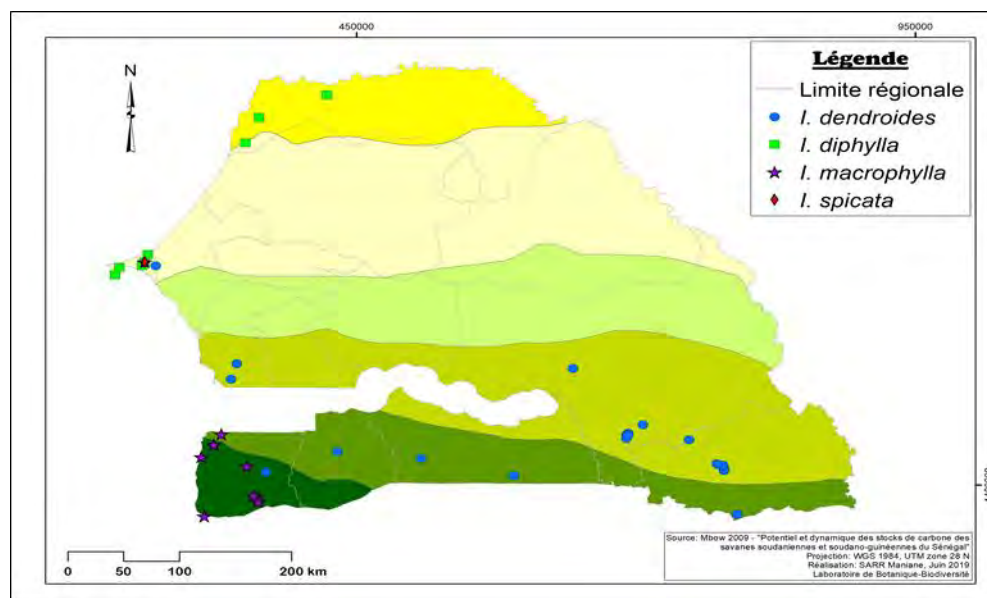 450000
950000
Légende
N
Limite régionale
I. dendroides
I. diphylla
I. macrophylla
I. spicata
0 50 100 200 km
Source: Mbow 2009 - "Potentiel et dynamique des stocks de carbone des
savanes soudaniennes et soudano-guinéennes du Sénégal"
Projection: WGS 1984, UTM zone 28 N
Réalisation: SARR Maniane, Juin 2019
Laboratoire de Botanique-Biodiversité